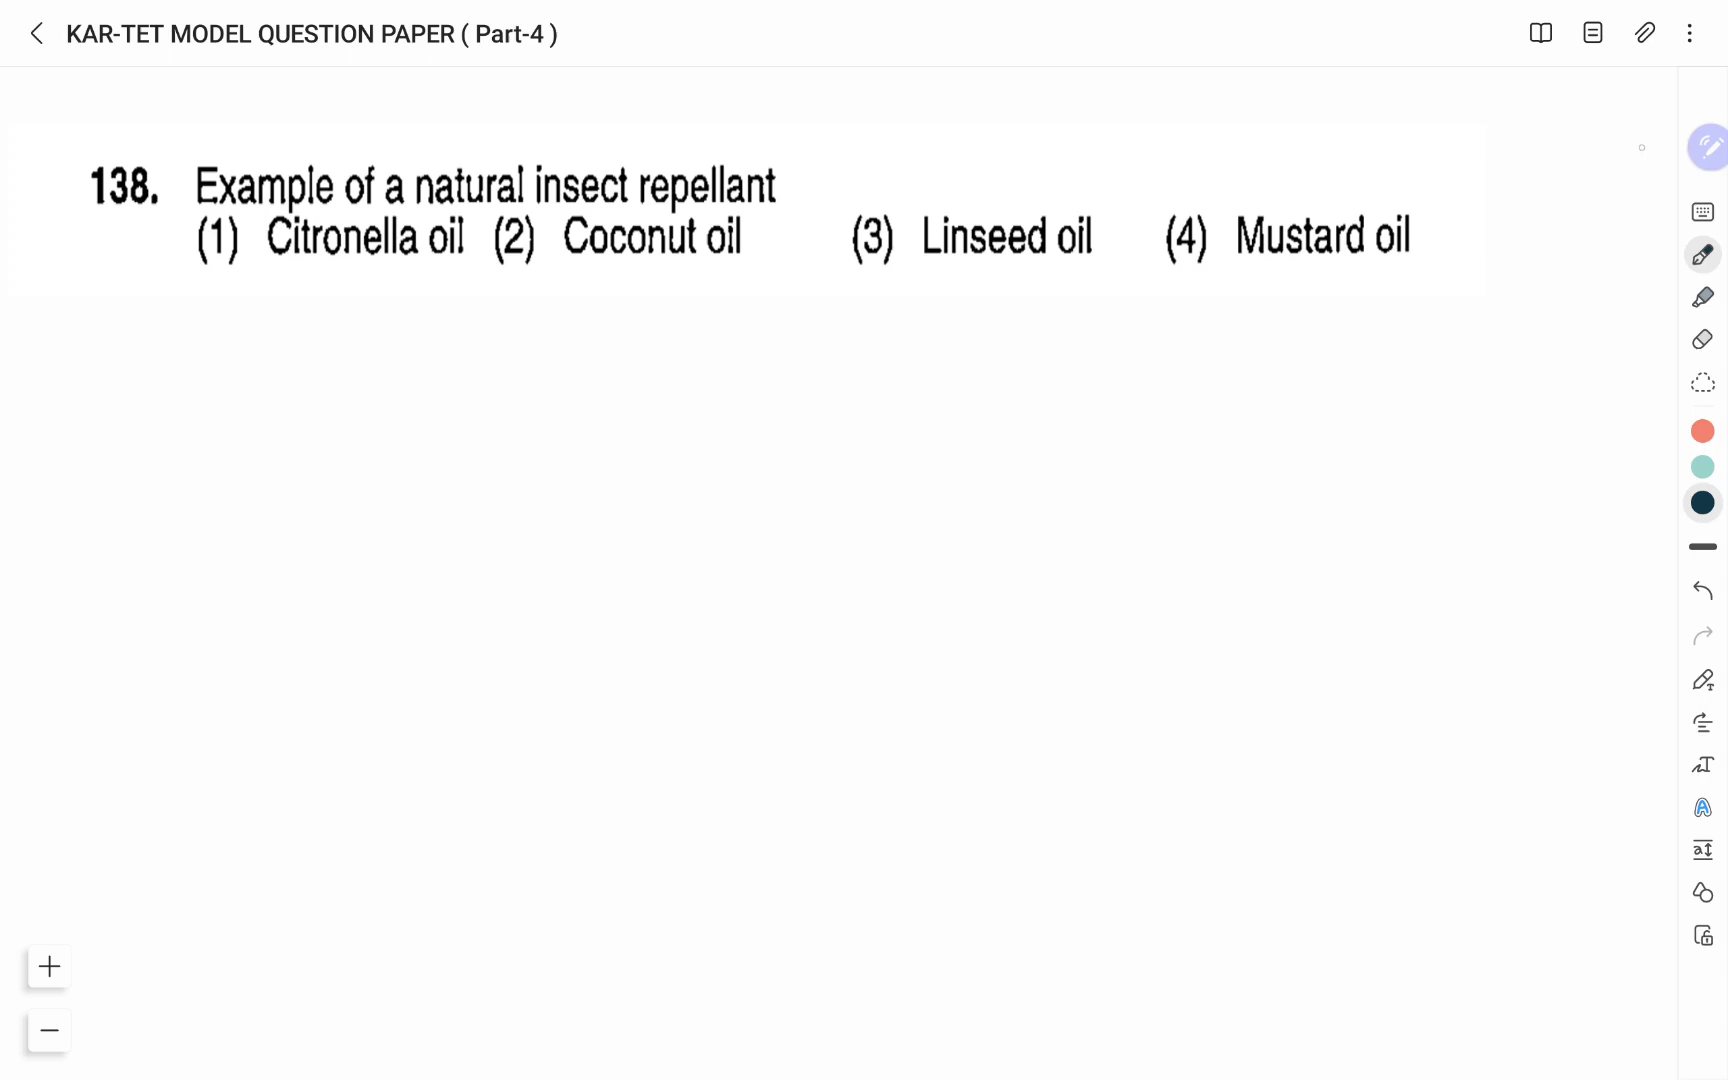 KAR-TET MODEL QUESTION PAPER ( Part-4 )
138. Example of a natural insect repellant
(1) Citronella oil (2) Coconut oil (3) Linseed oil (4) Mustard oil